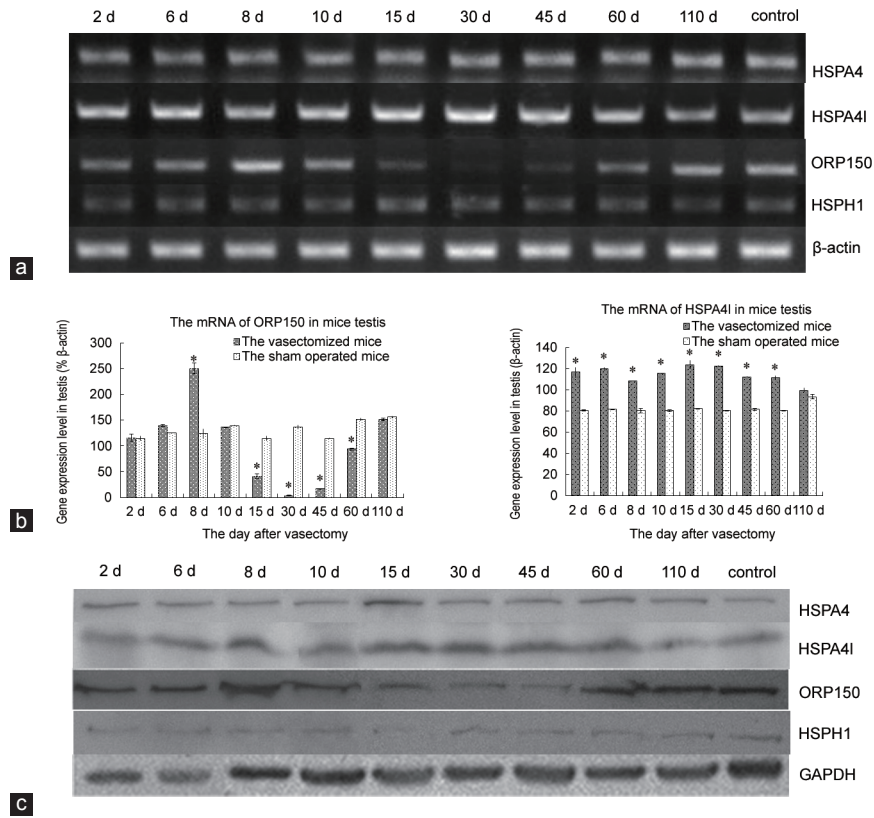 2 d 6 d 8 d 10 d 15 d 30 d 45 d 60 d 110 d control
HSPA4
HSPA4l
ORP150
HSPH1
β-actin
a
The mRNA of ORP150 in mice testis
The vasectomized mice
The sham operated mice
Gene expression level in testis (% β-actin)
300
250
200
150
100
50
0
* * * * *
2 d 6 d 8 d 10 d 15 d 30 d 45 d 60 d 110 d
The day after vasectomy
The mRNA of HSPA4l in mice testis
The vasectomized mice
The sham operated mice
Gene expression level in testis (β-actin)
140
120
100
80
60
40
20
0
* * * * * * * *
2 d 6 d 8 d 10 d 15 d 30 d 45 d 60 d 110 d
The day after vasectomy
b
2 d 6 d 8 d 10 d 15 d 30 d 45 d 60 d 110 d control
HSPA4
HSPA4l
ORP150
HSPH1
GAPDH
c